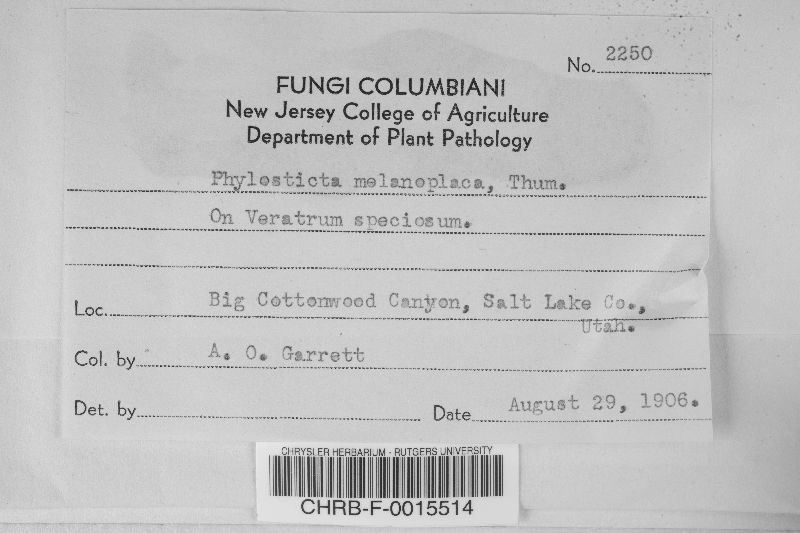 No. 2250
FUNGI COLUMBIANI
New Jersey College of Agriculture
Department of Plant Pathology
Phylosticta melanoplaca, Thum.
On Veratrum speciosum.
Loc. Big Cottonwood Canyon, Salt Lake Co.,
Utah.
Col. by A. O. Garrett
Det. by
Date August 29, 1906.
CHRYSLER HERBARIUM - RUTGERS UNIVERSITY
CHRB-F-0015514